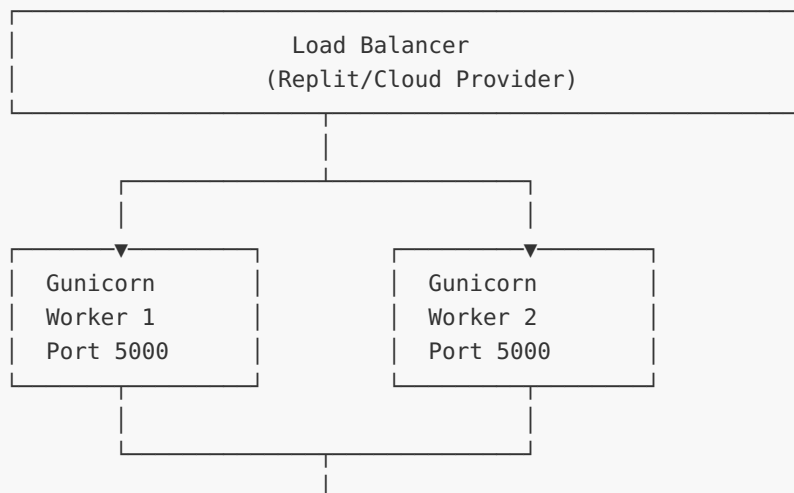 Load Balancer
(Replit/Cloud Provider)
Gunicorn
Worker 1
Port 5000
Gunicorn
Worker 2
Port 5000